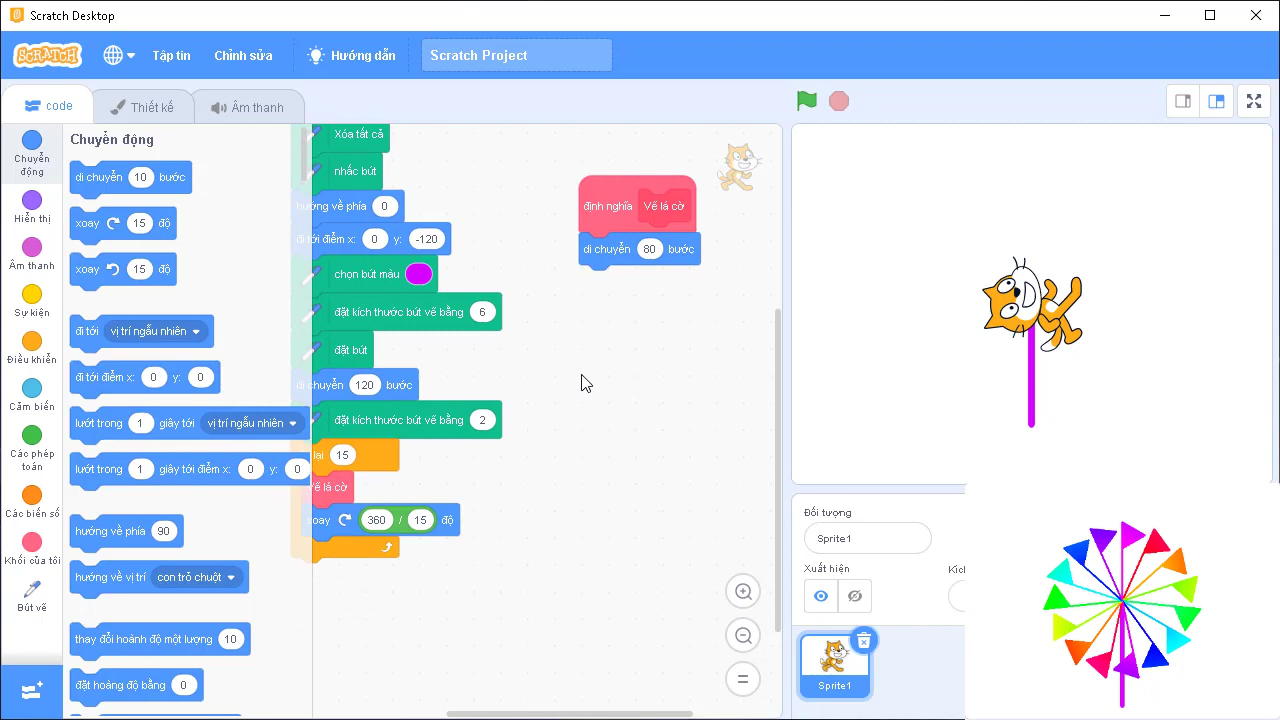 Scratch Desktop
SCRATCH
Tập tin
Chỉnh sửa
Hướng dẫn
Scratch Project
code
Thiết kế
Âm thanh
Chuyển động
Hiển thị
Âm thanh
Sự kiện
Điều khiển
Cảm biến
Các phép toán
Các biến số
Khối của tôi
Bút vẽ
Chuyển động
di chuyển 10 bước
xoay 15 độ
xoay 15 độ
đi tới vị trí ngẫu nhiên
đi tới điểm x: 0 y: 0
lướt trong 1 giây tới vị trí ngẫu nhiên
lướt trong 1 giây tới điểm x: 0 y: 0
hướng về phía 90
hướng về vị trí con trỏ chuột
thay đổi hoành độ một lượng 10
đặt hoàng độ bằng 0
Xóa tất cả
nhấc bút
hướng về phía 0
đi tới điểm x: 0 y: -120
chọn bút màu
đặt kích thước bút vẽ bằng 6
đặt bút
di chuyển 120 bước
đặt kích thước bút vẽ bằng 2
lại 15
Vẽ lá cờ
xoay 360 / 15 độ
định nghĩa Vẽ lá cờ
di chuyển 80 bước
Đối tượng
Sprite1
Xuất hiện
Kíc
Sprite1